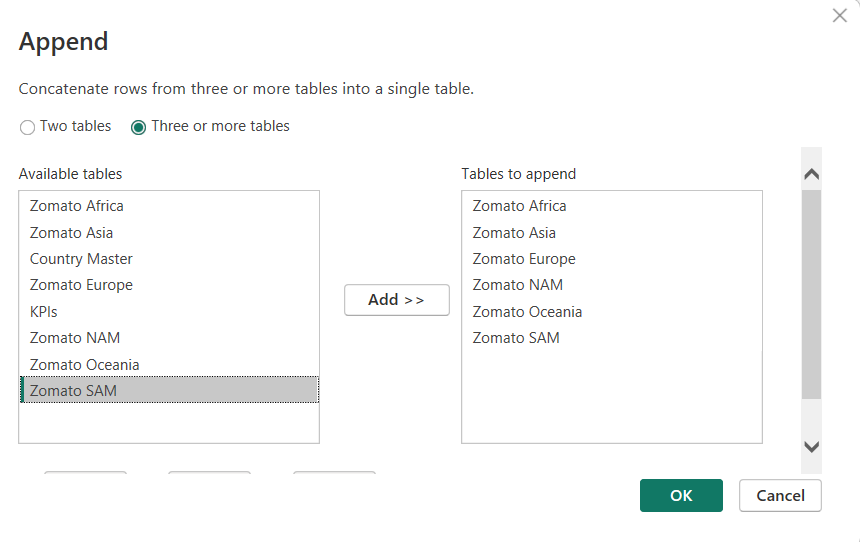 Append
Concatenate rows from three or more tables into a single table.
Two tables
Three or more tables
Available tables
Zomato Africa
Zomato Asia
Country Master
Zomato Europe
KPIs
Zomato NAM
Zomato Oceania
Zomato SAM
Add >>
Tables to append
Zomato Africa
Zomato Asia
Zomato Europe
Zomato NAM
Zomato Oceania
Zomato SAM
OK
Cancel